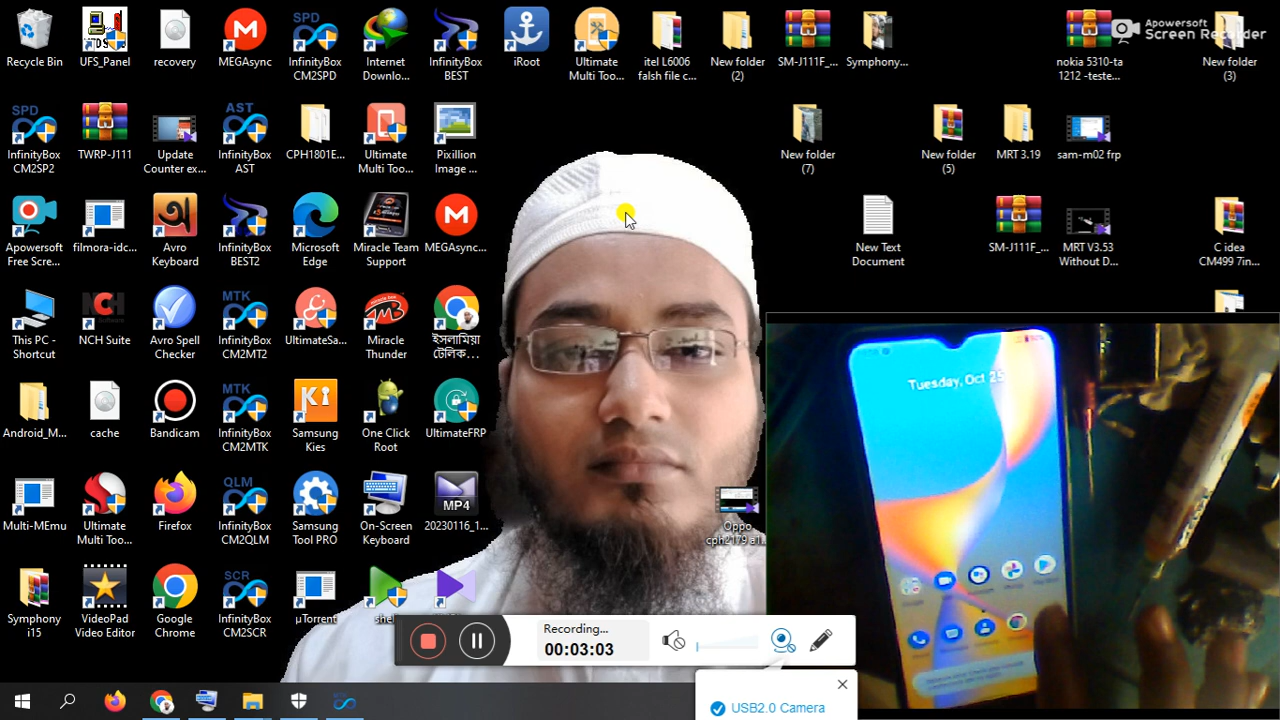 Apowersoft
Screen Recorder
Recycle Bin
UFS_Panel
recovery
MEGAsync
SPD
InfinityBox
CM2SPD
Internet
Downlo...
InfinityBox
BEST
iRoot
Ultimate
Multi Too...
itel L6006
falsh file c...
New folder
(2)
SM-J111F_...
Symphony...
nokia 5310-ta
1212 -teste...
New folder
(3)
SPD
InfinityBox
CM2SP2
TWRP-J111
Update
Counter ex...
AST
InfinityBox
AST
CPH1801E...
Ultimate
Multi Too...
Pixillion
Image ...
New folder
(7)
New folder
(5)
MRT 3.19
sam-m02 frp
Apowersoft
Free Scre...
filmora-idc...
অ
Avro
Keyboard
InfinityBox
BEST2
Microsoft
Edge
Miracle Team
Support
MEGAsync...
New Text
Document
SM-J111F_...
MRT V3.53
Without D...
C idea
CM499 7in...
This PC -
Shortcut
NCH
NCH Suite
Avro Spell
Checker
MTK
InfinityBox
CM2MT2
UltimateSa...
Miracle
Thunder
ইসলামিয়া
টেলিক...
Android_M...
cache
Bandicam
MTK
InfinityBox
CM2MTK
Samsung
Kies
One Click
Root
UltimateFRP
Multi-MEmu
Ultimate
Multi Too...
Firefox
QLM
InfinityBox
CM2QLM
Samsung
Tool PRO
On-Screen
Keyboard
MP4
20230116_1...
Oppo
cph2179 a1...
Symphony
i15
VideoPad
Video Editor
Google
Chrome
SCR
InfinityBox
CM2SCR
µTorrent
Tuesday, Oct 25
Recording...
00:03:03
USB2.0 Camera